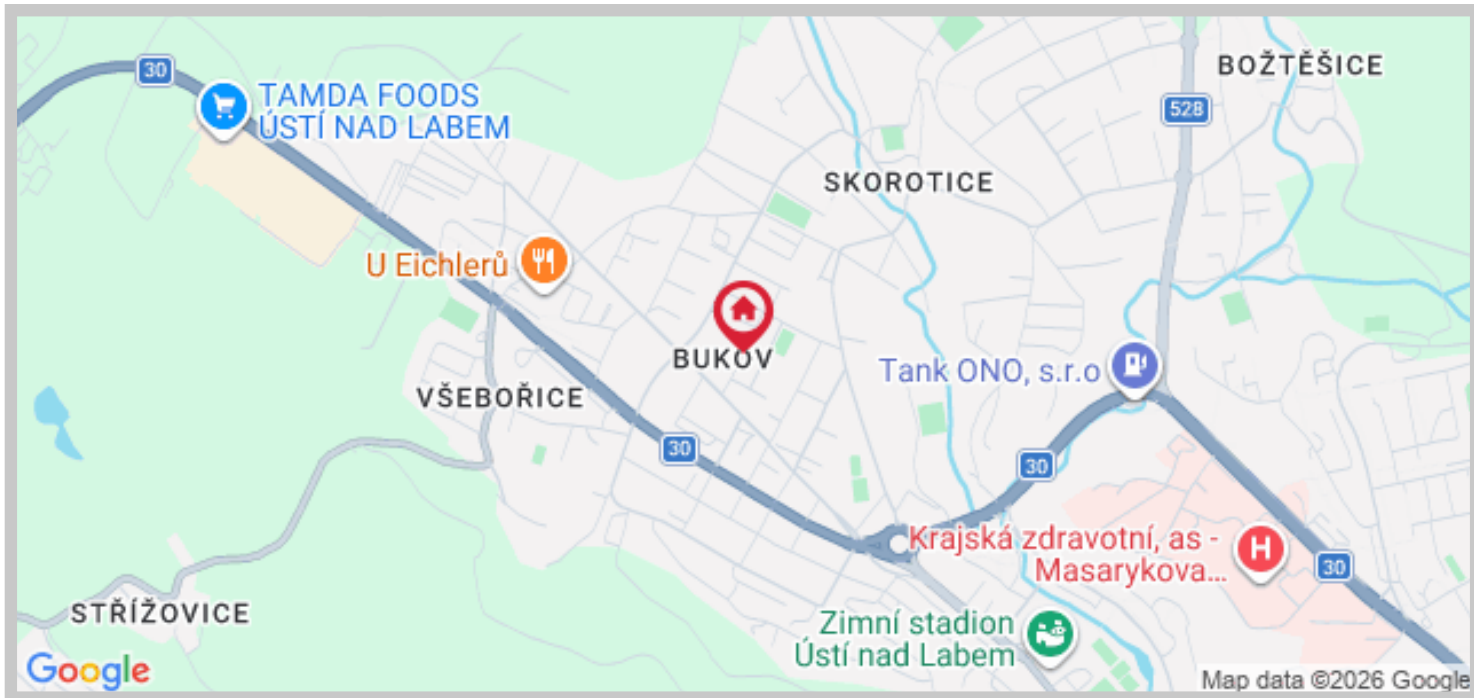 30
BOŽTĚŠICE
TAMDA FOODS
ÚSTÍ NAD LABEM
528
SKOROTICE
U Eichlerů
BUKOV
Tank ONO, s.r.o
VŠEBOŘICE
30
30
Krajská zdravotní, as -
Masarykova...
H
30
STŘÍŽOVICE
Zimní stadion
Ústí nad Labem
Google
Map data ©2026 Google